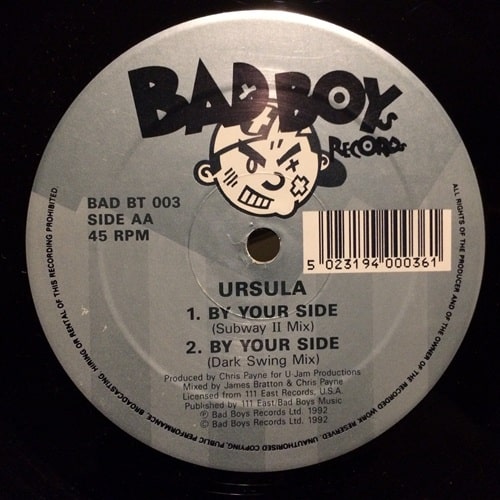 BAD BOYs
RECORDS
BAD BT 003
SIDE AA
45 RPM
5 023194 000361
URSULA
1. BY YOUR SIDE
(Subway II Mix)
2. BY YOUR SIDE
(Dark Swing Mix)
Produced by Chris Payne for U-Jam Productions
Mixed by James Bratton & Chris Payne
Licensed from 111 East Records, U.S.A.
Published by 111 East/Bad Boys Music
℗ Bad Boys Records Ltd. 1992
© Bad Boys Records Ltd. 1992
ALL RIGHTS OF THE PRODUCER AND OF THE OWNER OF THE RECORDED WORK RESERVED. UNAUTHORISED COPYING, PUBLIC PERFORMANCE, BROADCASTING, HIRING OR RENTAL OF THIS RECORDING PROHIBITED.